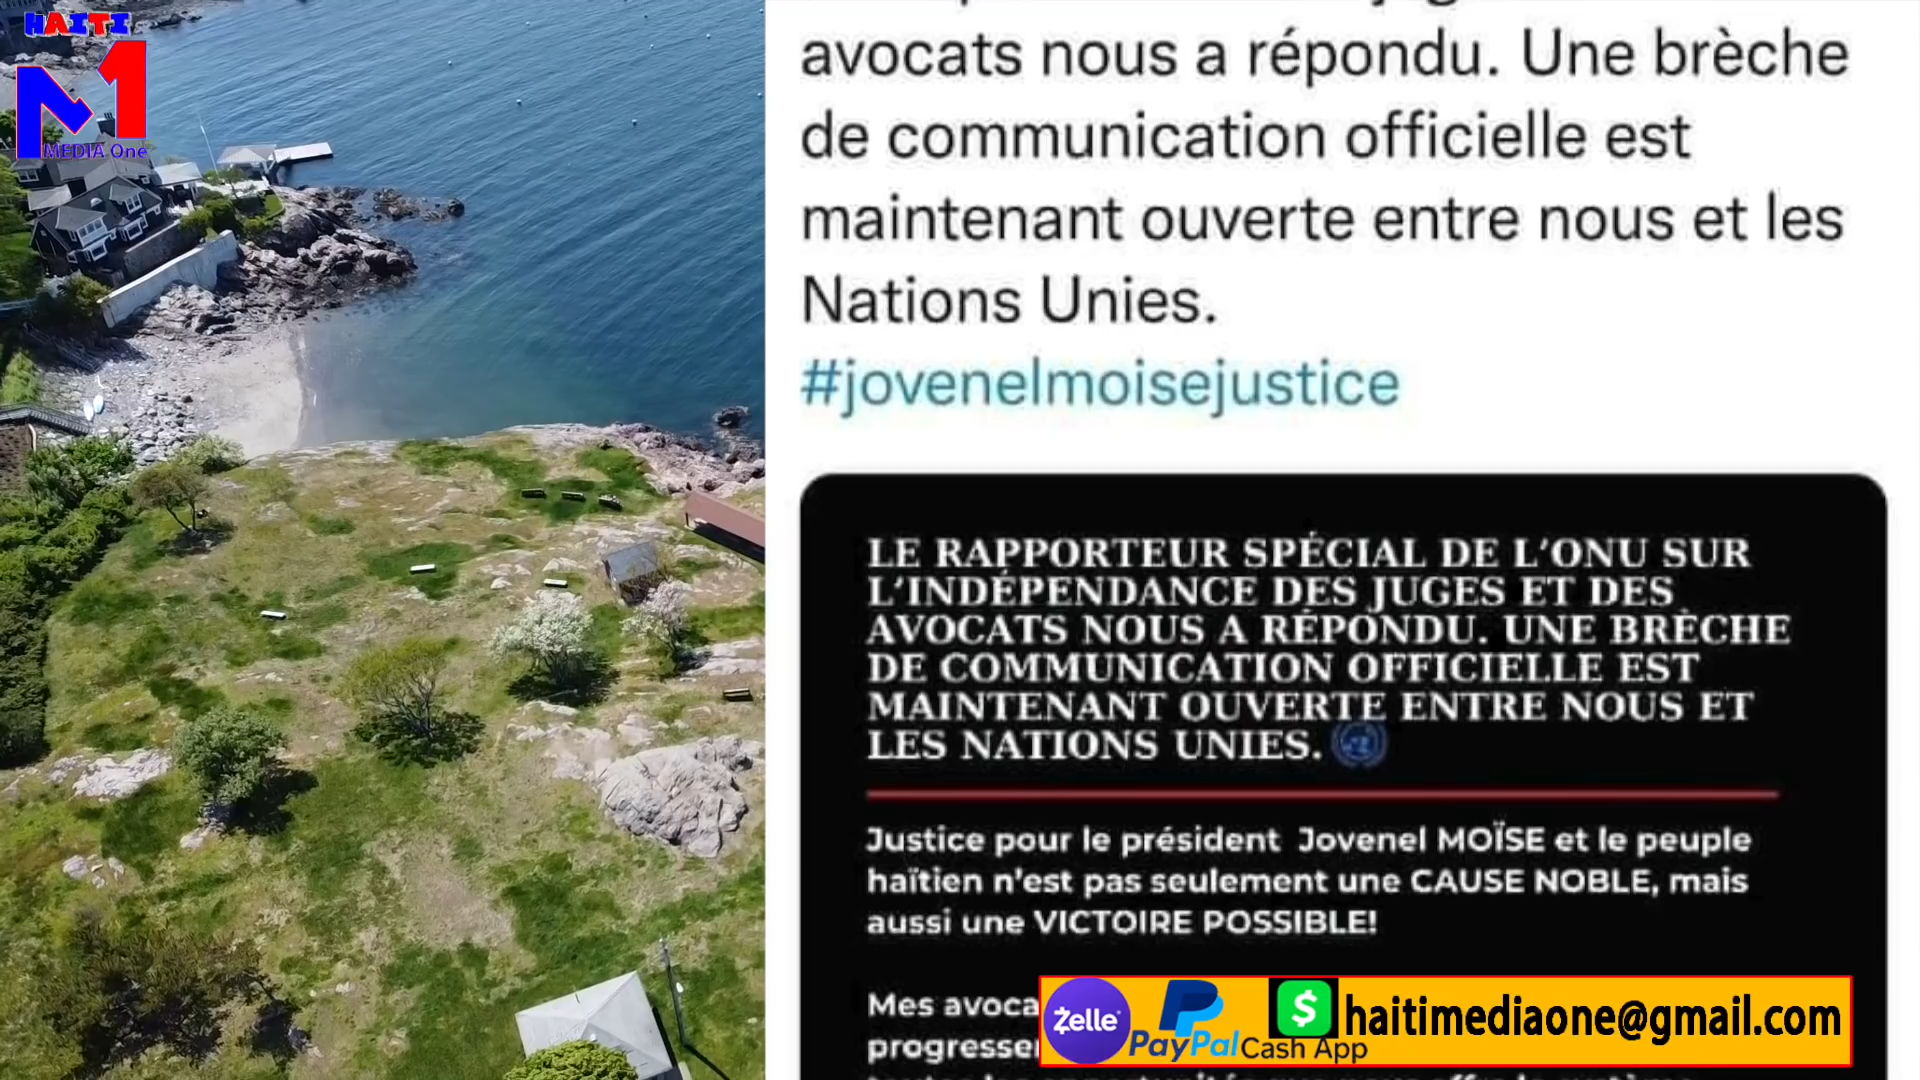 HAITI
M1
MEDIA One
avocats nous a répondu. Une brèche
de communication officielle est
maintenant ouverte entre nous et les
Nations Unies.
#jovenelmoisejustice
LE RAPPORTEUR SPÉCIAL DE L'ONU SUR
L'INDÉPENDANCE DES JUGES ET DES
AVOCATS NOUS A RÉPONDU. UNE BRÈCHE
DE COMMUNICATION OFFICIELLE EST
MAINTENANT OUVERTE ENTRE NOUS ET
LES NATIONS UNIES.
Justice pour le président Jovenel MOÏSE et le peuple
haïtien n'est pas seulement une CAUSE NOBLE, mais
aussi une VICTOIRE POSSIBLE!
Mes avoca
progresse
Zelle
PayPal
$
Cash App
haitimediaone@gmail.com